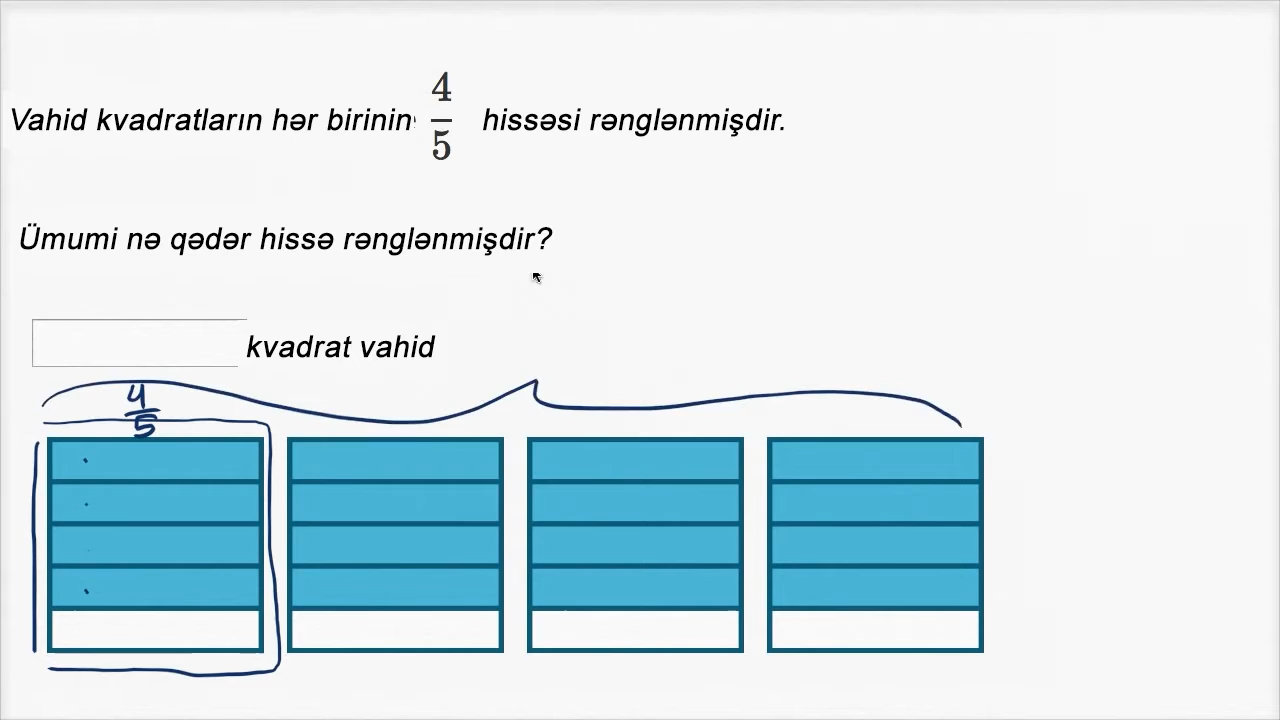 Vahid kvadratların hər birinin 4/5 hissəsi rənglənmişdir.
Ümumi nə qədər hissə rənglənmişdir?
kvadrat vahid
4/5